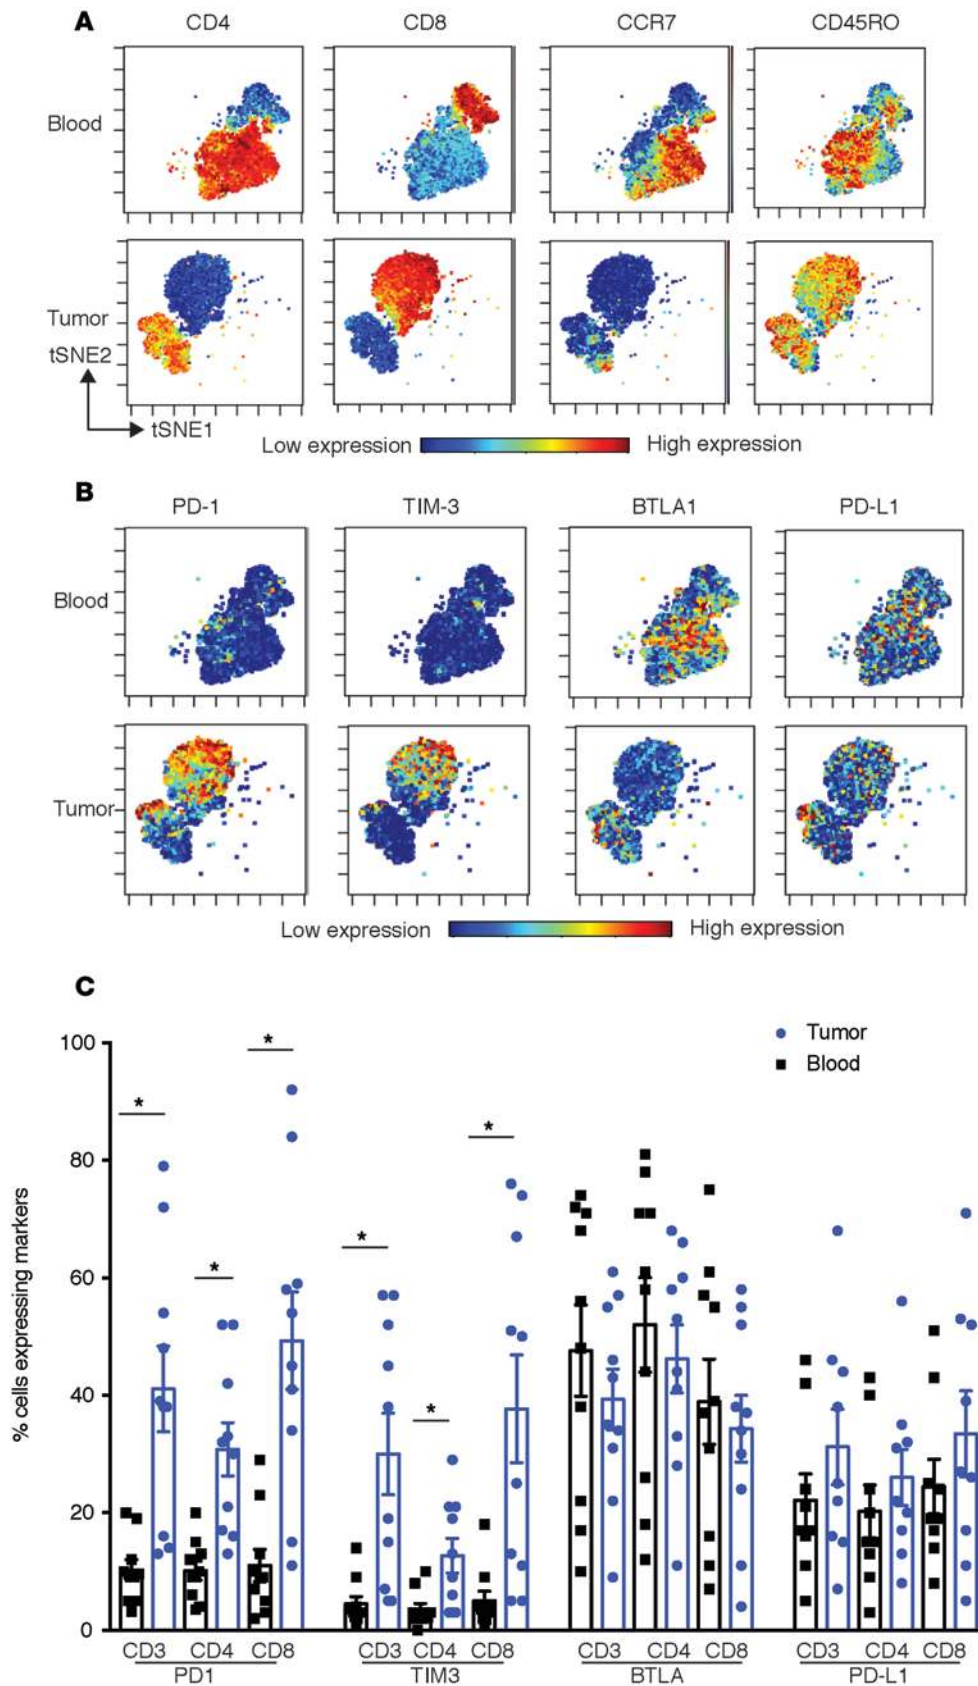 A
CD4 CD8 CCR7 CD45RO
Blood
Tumor
tSNE2
tSNE1
Low expression High expression
B
PD-1 TIM-3 BTLA1 PD-L1
Blood
Tumor
Low expression High expression
C
100
80
60
40
20
0
% cells expressing markers
* * * * * *
Tumor
Blood
CD3 CD4 CD8 CD3 CD4 CD8 CD3 CD4 CD8 CD3 CD4 CD8
PD1 TIM3 BTLA PD-L1